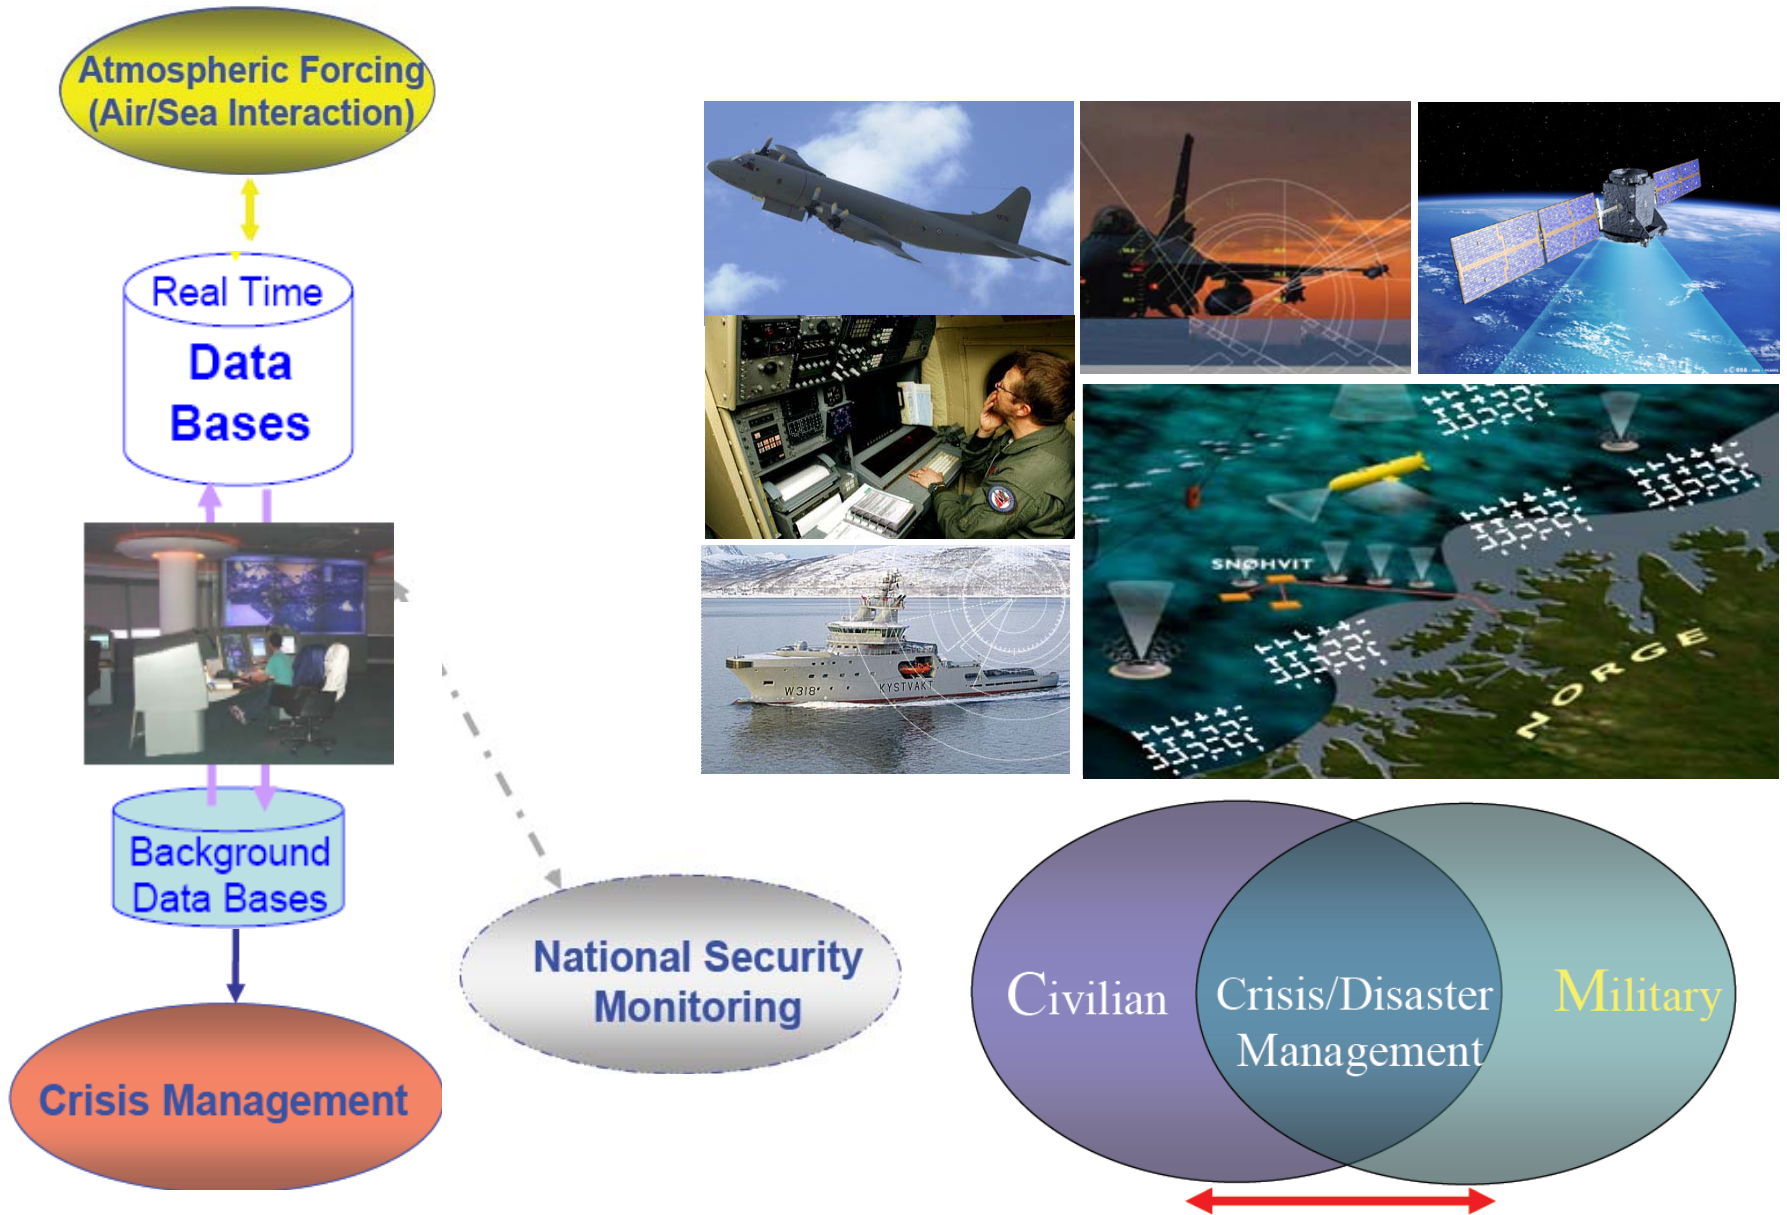 Atmospheric Forcing
(Air/Sea Interaction)
Real Time
Data
Bases
Background
Data Bases
Crisis Management
National Security
Monitoring
SNØHVIT
NORGE
W318
KYSTVAKT
Civilian
Crisis/Disaster
Management
Military